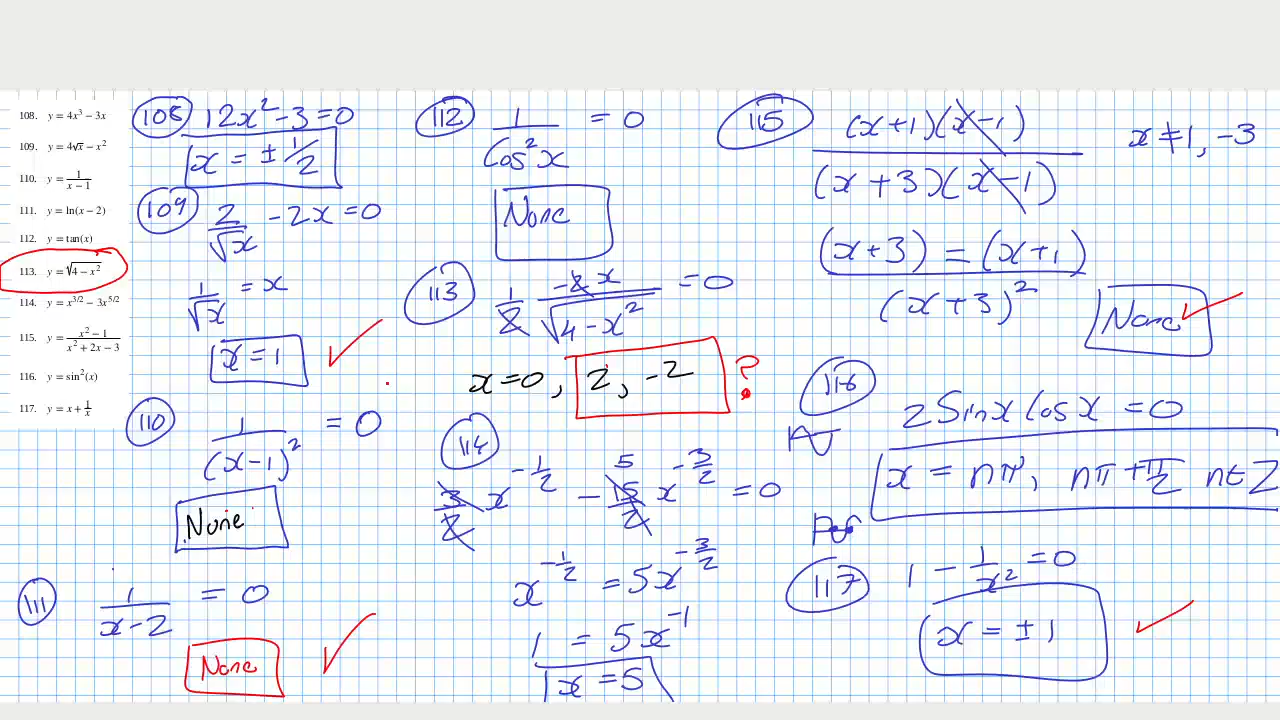 108. y = 4x³ − 3x
109. y = 4√x − x²
110. y = 1/(x − 1)
111. y = ln(x − 2)
112. y = tan(x)
113. y = √(4 − x²)
114. y = x^(3/2) − 3x^(5/2)
115. y = (x² − 1)/(x² + 2x − 3)
116. y = sin²(x)
117. y = x + 1/x
108 12x² - 3 = 0
x = ± 1/2
109 2/√x - 2x = 0
1/√x = x
x = 1
110 1/(x-1)² = 0
None
111 1/(x-2) = 0
None
112 1/Cos²x = 0
None
113 1/2 -2x/√(4-x²) = 0
x=0, 2, -2 ?
114
3/2 x^(-1/2) - 15/2 x^(-3/2) = 0
5
x^(-1/2) = 5x^(-3/2)
1 = 5x^(-1)
x = 5
115 (x+1)(x-1)/(x+3)(x-1) x ≠ 1, -3
(x+3) = (x+1)/(x+3)²
None
116
2 Sinx Cosx = 0
x = nπ, nπ + π/2 n∈Z
117 1 - 1/x² = 0
x = ± 1